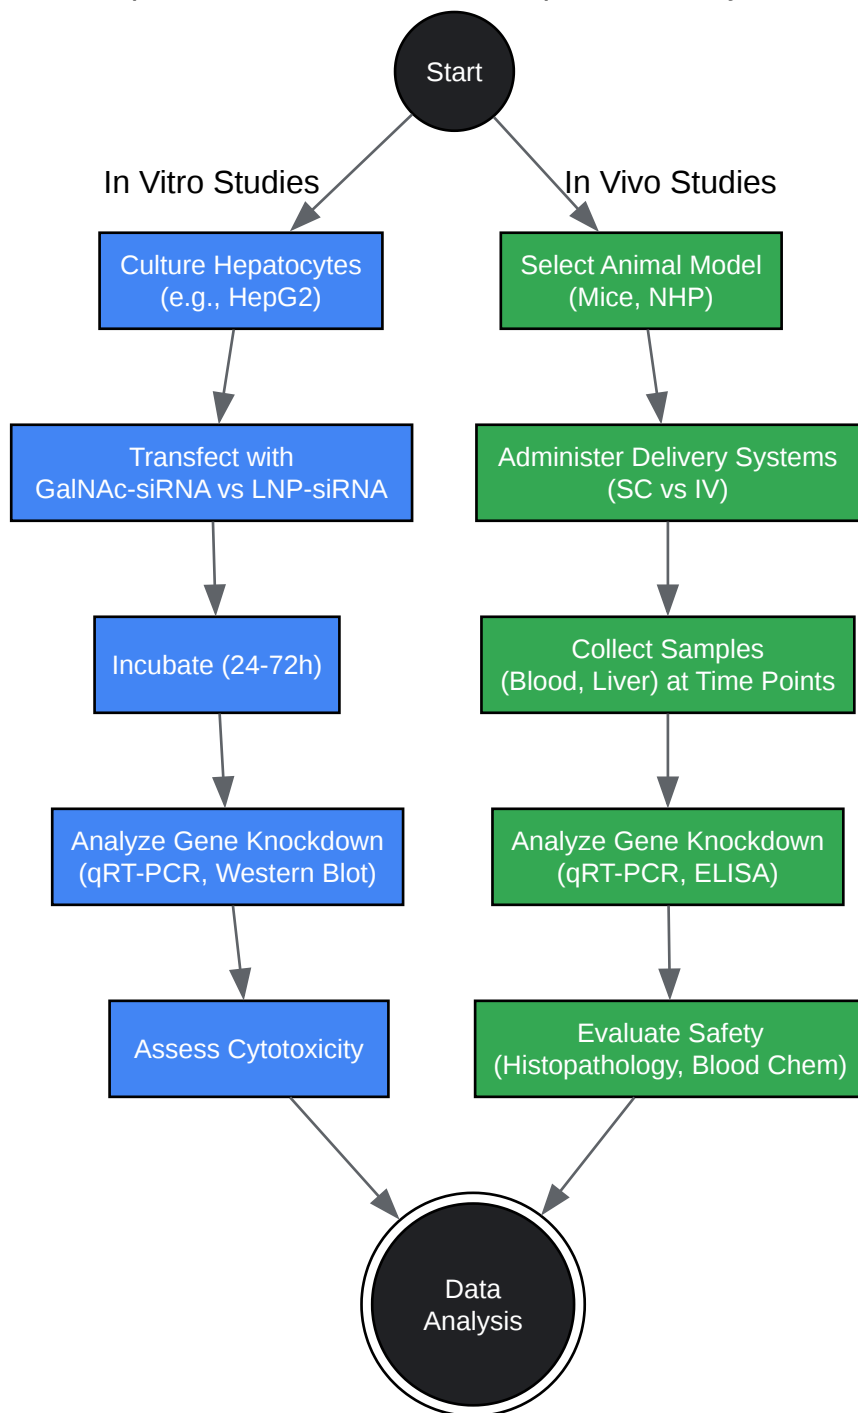 Start
In Vitro Studies
In Vivo Studies
Culture Hepatocytes
(e.g., HepG2)
Select Animal Model
(Mice, NHP)
Transfect with
GalNAc-siRNA vs LNP-siRNA
Administer Delivery Systems
(SC vs IV)
Incubate (24-72h)
Collect Samples
(Blood, Liver) at Time Points
Analyze Gene Knockdown
(qRT-PCR, Western Blot)
Analyze Gene Knockdown
(qRT-PCR, ELISA)
Assess Cytotoxicity
Evaluate Safety
(Histopathology, Blood Chem)
Data
Analysis